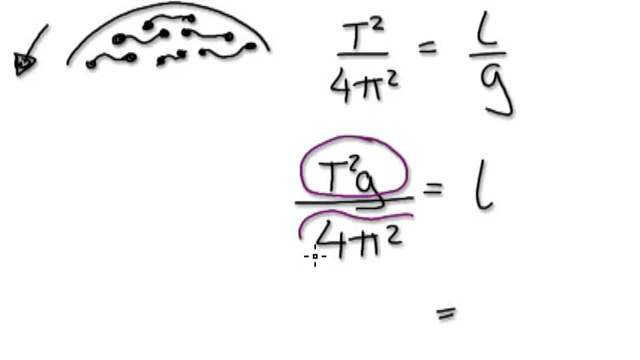 T²/4π² = l/g
T²g/4π² = l
=